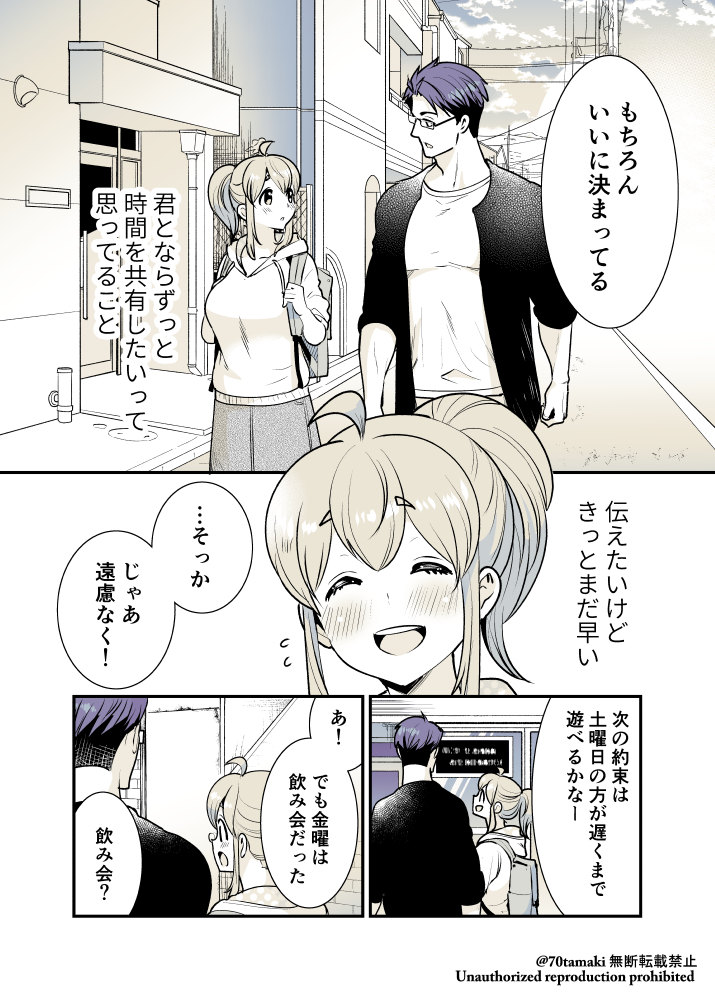 もちろん
いいに決まってる
君とならずっと
時間を共有したいって
思ってること
伝えたいけど
きっとまだ早い
…そっか
じゃあ
遠慮なく！
次の約束は
土曜日の方が遅くまで
遊べるかなー
あ！
でも金曜は
飲み会だった
飲み会？
@70tamaki 無断転載禁止
Unauthorized reproduction prohibited